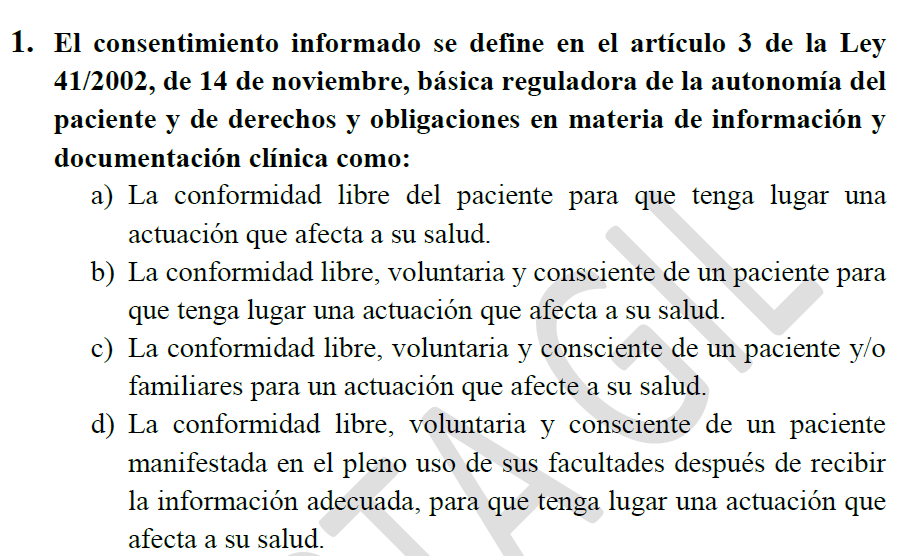 1. El consentimiento informado se define en el artículo 3 de la Ley
41/2002, de 14 de noviembre, básica reguladora de la autonomía del
paciente y de derechos y obligaciones en materia de información y
documentación clínica como:
a) La conformidad libre del paciente para que tenga lugar una
actuación que afecta a su salud.
b) La conformidad libre, voluntaria y consciente de un paciente para
que tenga lugar una actuación que afecta a su salud.
c) La conformidad libre, voluntaria y consciente de un paciente y/o
familiares para un actuación que afecte a su salud.
d) La conformidad libre, voluntaria y consciente de un paciente
manifestada en el pleno uso de sus facultades después de recibir
la información adecuada, para que tenga lugar una actuación que
afecta a su salud.
GIL